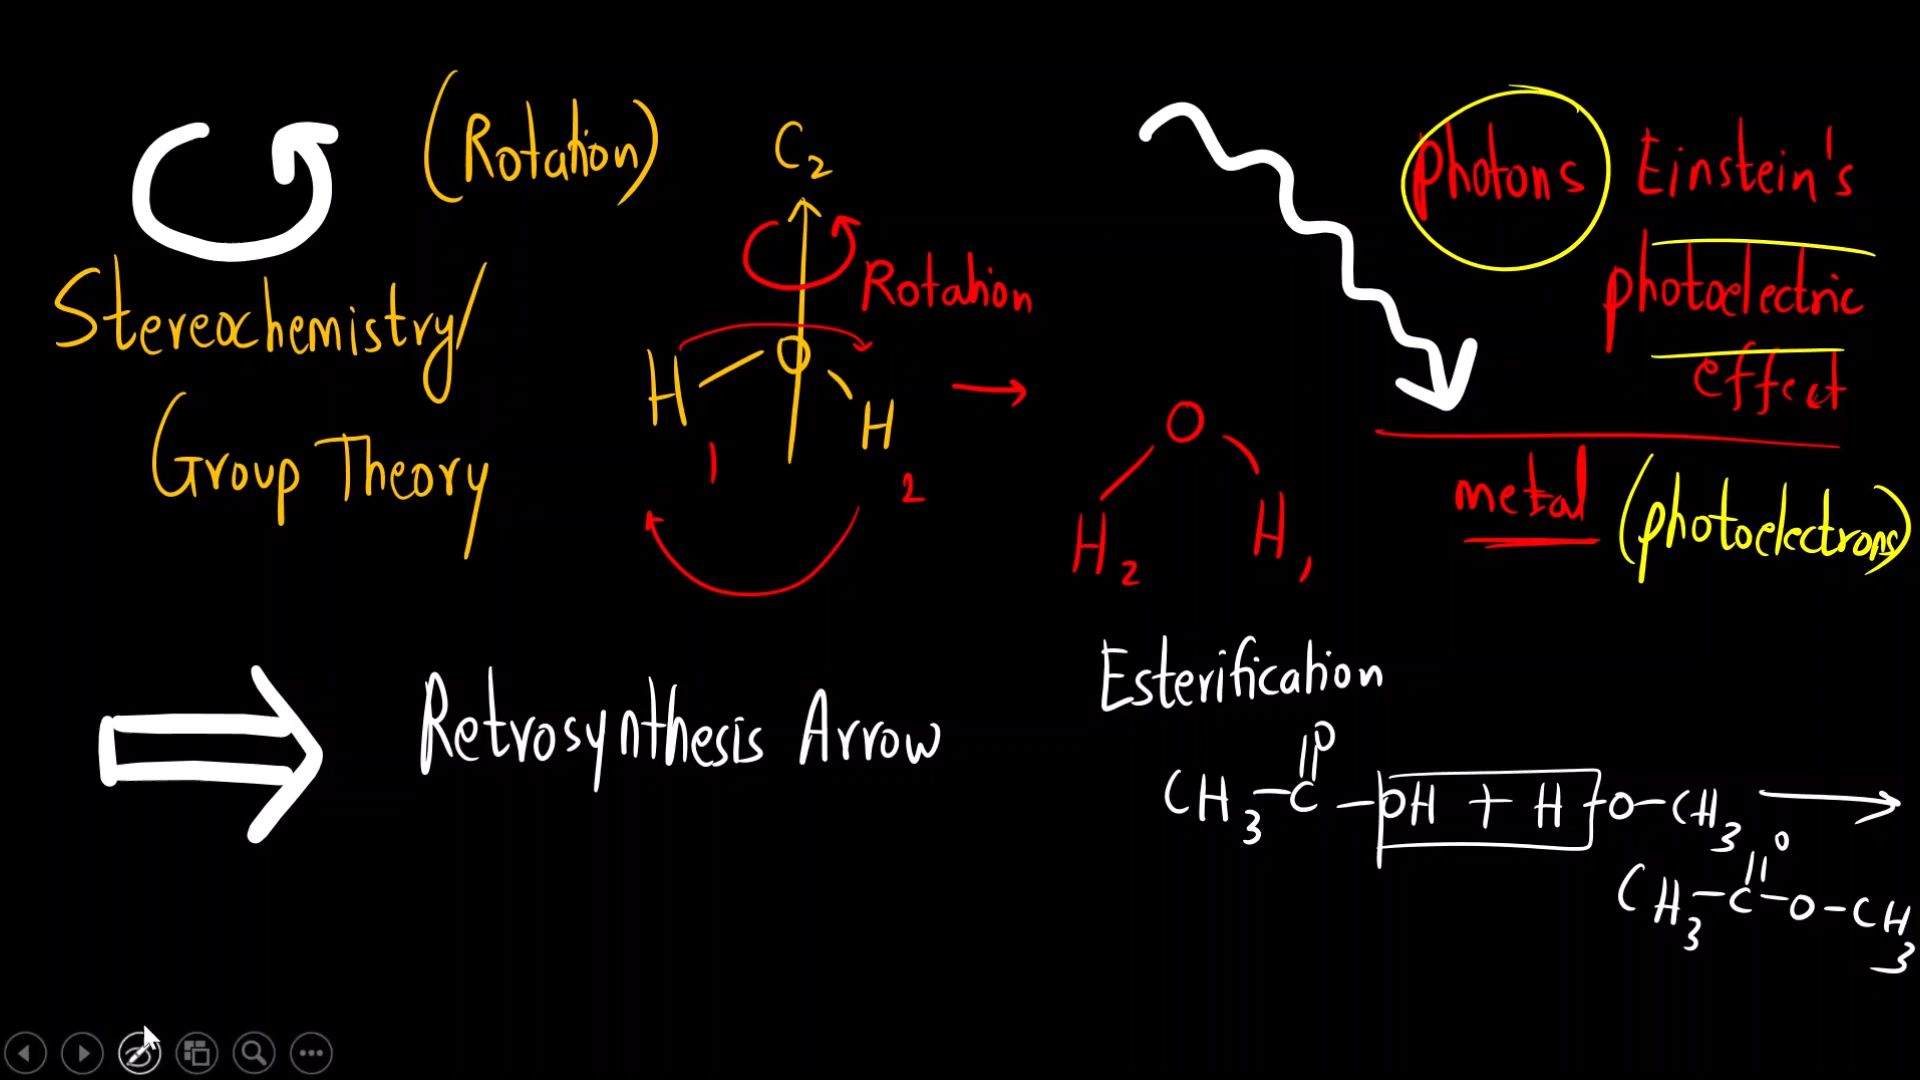 (Rotation)
Stereochemistry/
Group Theory
C2
Rotation
H O H
1 2
O
H2 H1
photons
Einstein's
photoelectric
effect
metal (photoelectrons)
Retrosynthesis Arrow
Esterification
O
CH3-C-OH + H-O-CH3 →
O
CH3-C-O-CH3